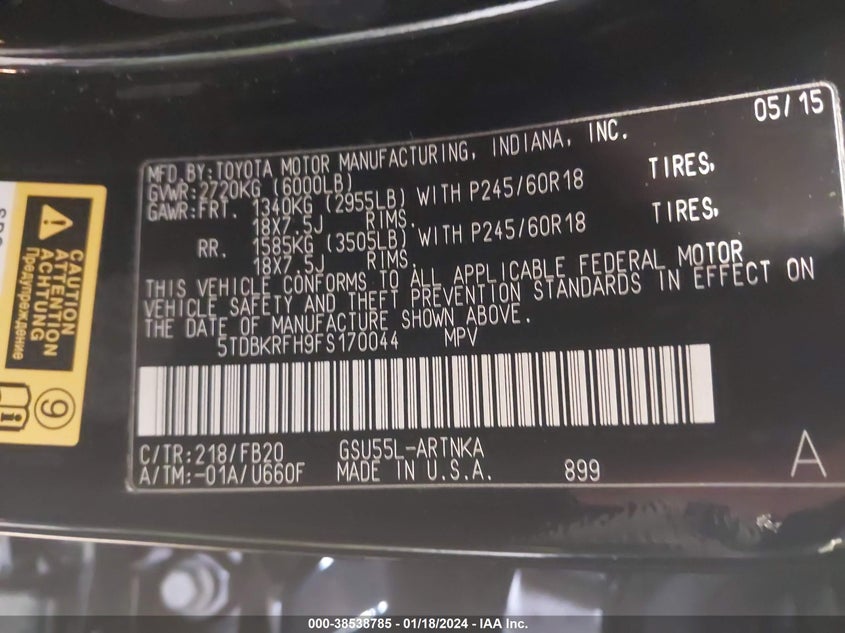 05/15
MFD.BY:TOYOTA MOTOR MANUFACTURING, INDIANA, INC.
GVWR:2720KG (6000LB)
GAWR:FRT. 1340KG (2955LB) WITH P245/60R18 TIRES,
18X7.5J RIMS.
RR. 1585KG (3505LB) WITH P245/60R18 TIRES,
18X7.5J RIMS.
THIS VEHICLE CONFORMS TO ALL APPLICABLE FEDERAL MOTOR
VEHICLE SAFETY AND THEFT PREVENTION STANDARDS IN EFFECT ON
THE DATE OF MANUFACTURE SHOWN ABOVE.
5TDBKRFH9FS170044 MPV
C/TR:218/FB20 GSU55L-ARTNKA
A/TM:-01A/U660F MADE IN U.S.A. 899
A
CAUTION
ATTENTION
ACHTUNG
Предупреждение
9
000-38538785 - 01/18/2024 - IAA Inc.